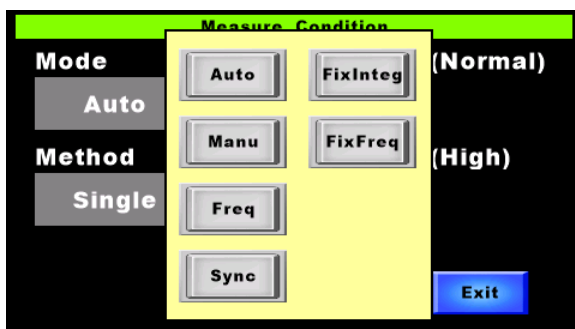 Measure Condition
Mode
(Normal)
Auto
Method
(High)
Single
Auto
FixInteg
Manu
FixFreq
Freq
Sync
Exit